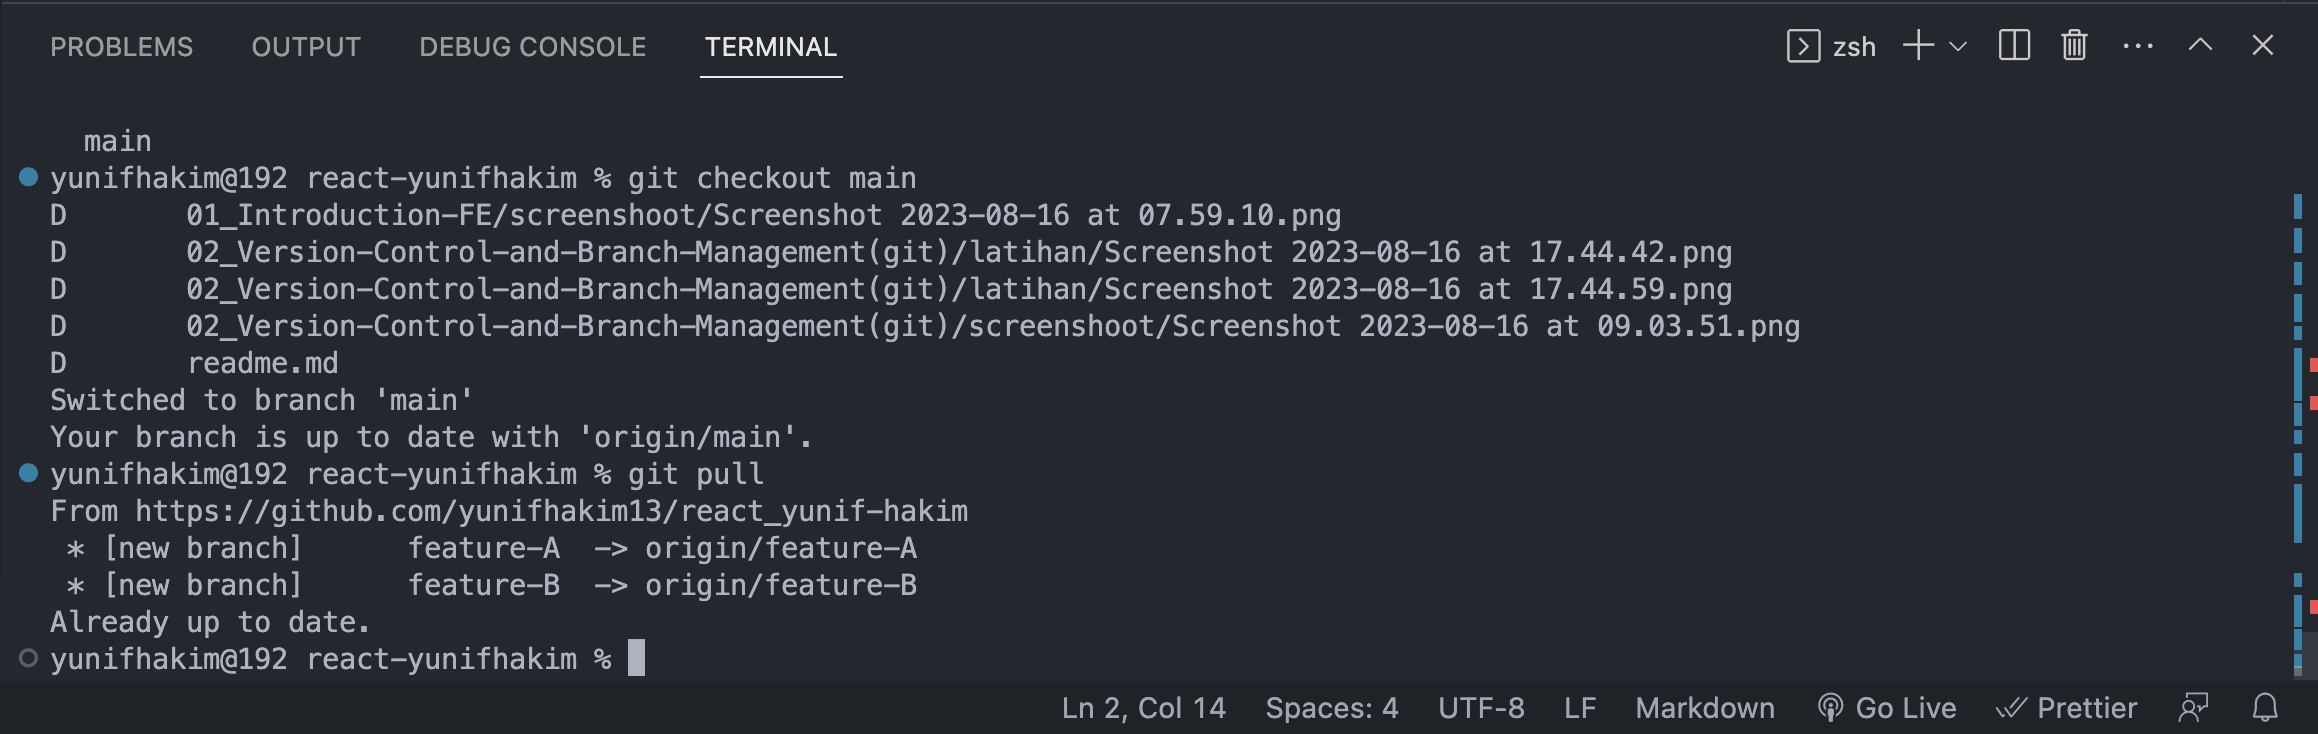 PROBLEMS OUTPUT DEBUG CONSOLE TERMINAL zsh
main
yunifhakim@192 react-yunifhakim % git checkout main
D 01_Introduction-FE/screenshoot/Screenshot 2023-08-16 at 07.59.10.png
D 02_Version-Control-and-Branch-Management(git)/latihan/Screenshot 2023-08-16 at 17.44.42.png
D 02_Version-Control-and-Branch-Management(git)/latihan/Screenshot 2023-08-16 at 17.44.59.png
D 02_Version-Control-and-Branch-Management(git)/screenshoot/Screenshot 2023-08-16 at 09.03.51.png
D readme.md
Switched to branch 'main'
Your branch is up to date with 'origin/main'.
yunifhakim@192 react-yunifhakim % git pull
From https://github.com/yunifhakim13/react_yunif-hakim
* [new branch] feature-A -> origin/feature-A
* [new branch] feature-B -> origin/feature-B
Already up to date.
yunifhakim@192 react-yunifhakim %
Ln 2, Col 14 Spaces: 4 UTF-8 LF Markdown Go Live Prettier